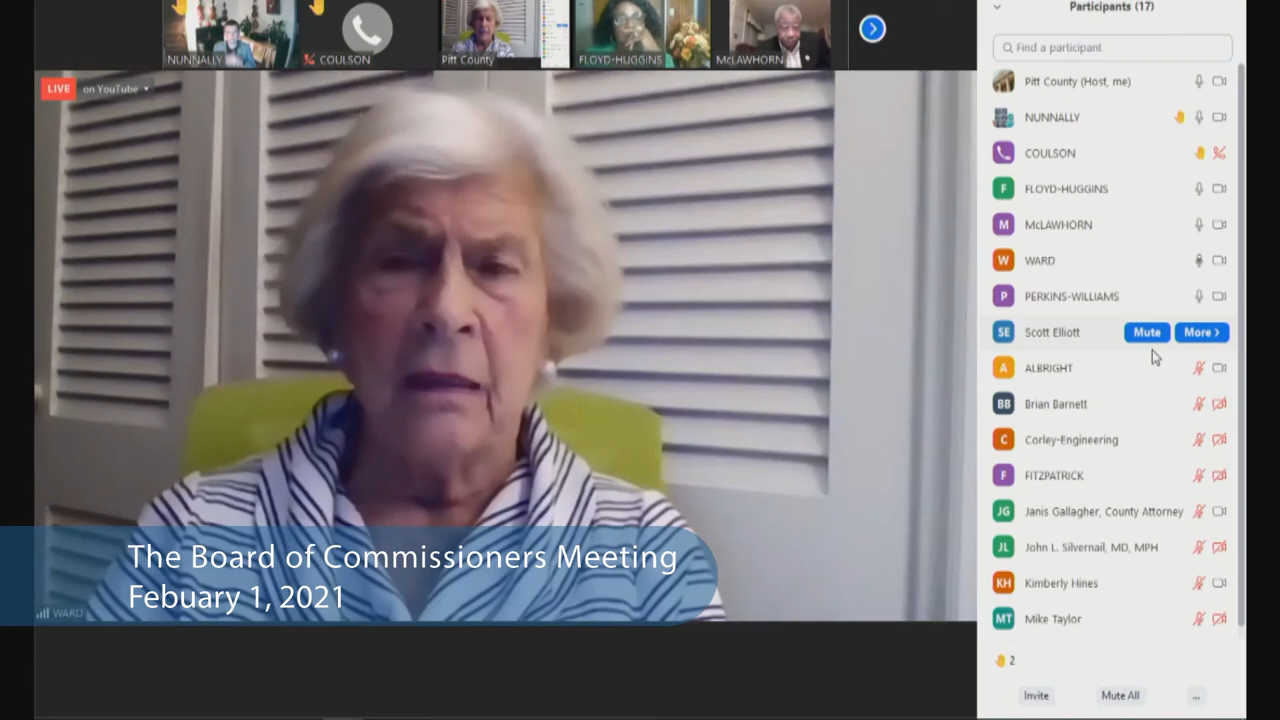 NUNNALLY
COULSON
Pitt County
FLOYD-HUGGINS
McLAWHORN
LIVE on YouTube
Participants (17)
Find a participant
Pitt County (Host, me)
NUNNALLY
COULSON
F FLOYD-HUGGINS
M McLAWHORN
W WARD
P PERKINS-WILLIAMS
SE Scott Elliott Mute More
A ALBRIGHT
BB Brian Barnett
C Corley-Engineering
F FITZPATRICK
JG Janis Gallagher, County Attorney
JL John L. Silvernail, MD, MPH
KH Kimberly Hines
MT Mike Taylor
2
Invite Mute All ...
The Board of Commissioners Meeting
Febuary 1, 2021
WARD